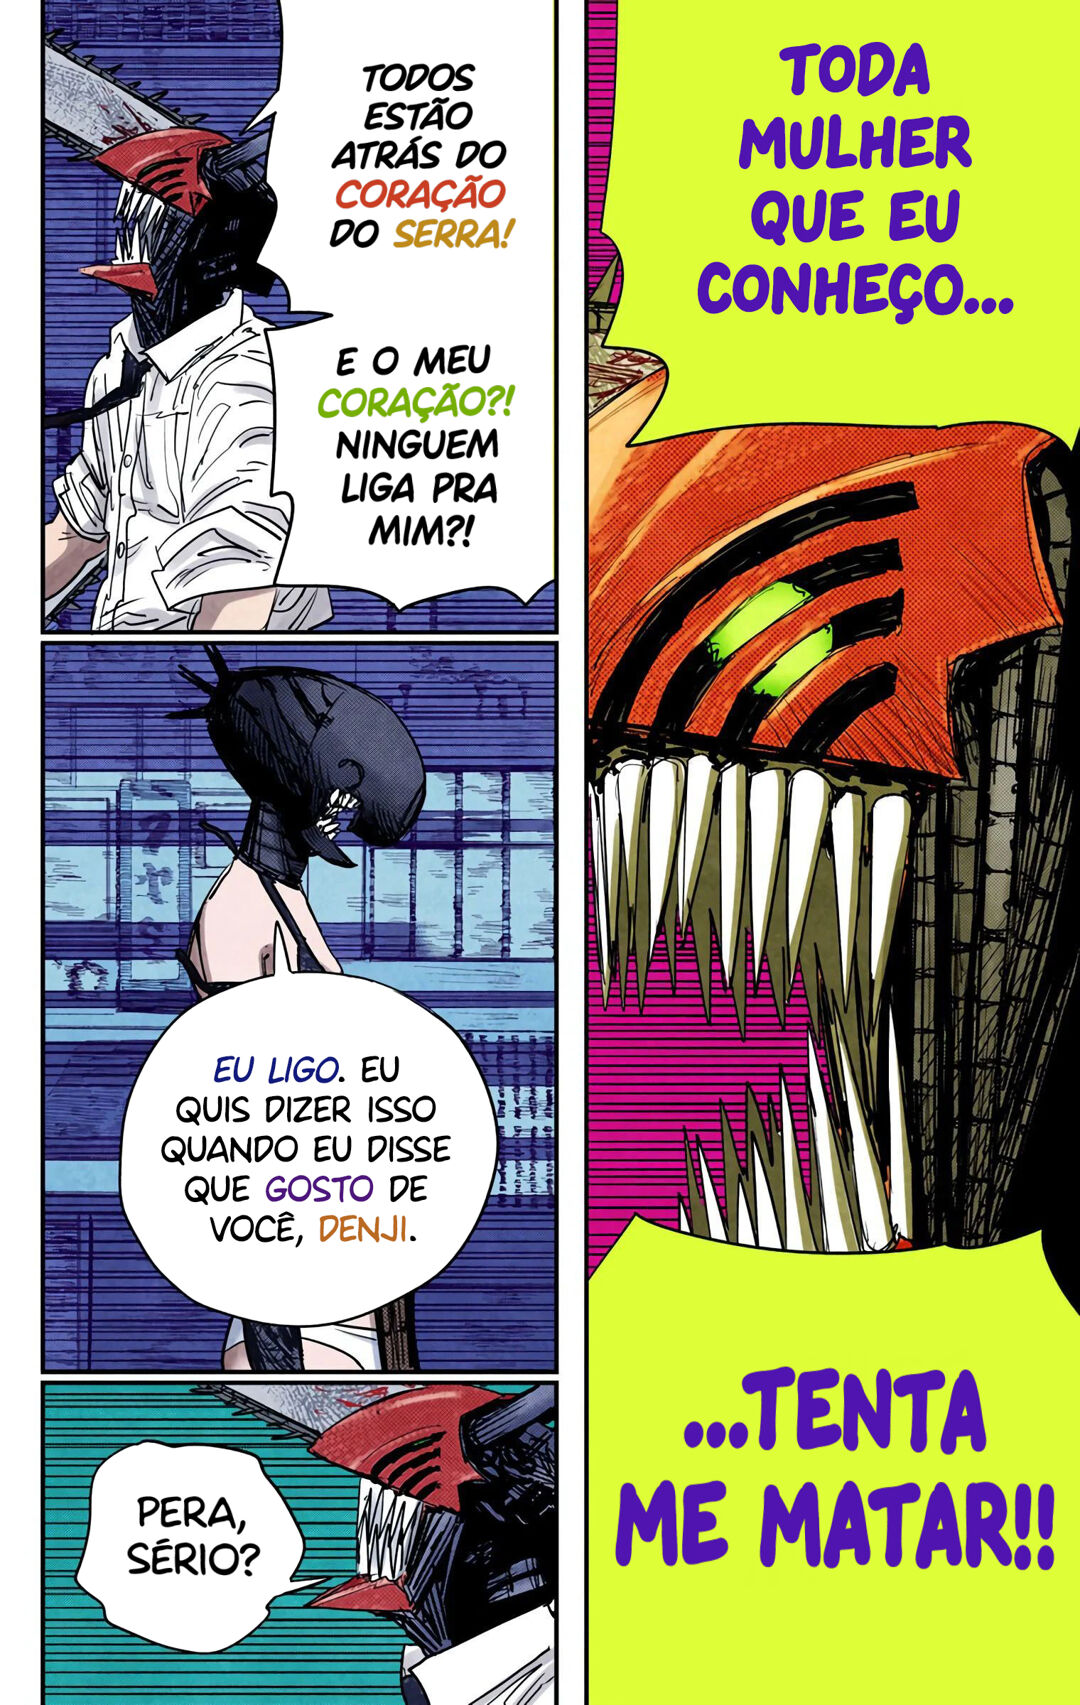 TODA
MULHER
QUE EU
CONHEÇO...
...TENTA
ME MATAR!!
TODOS
ESTÃO
ATRÁS DO
CORAÇÃO
DO SERRA!
E O MEU
CORAÇÃO?!
NINGUEM
LIGA PRA
MIM?!
EU LIGO. EU
QUIS DIZER ISSO
QUANDO EU DISSE
QUE GOSTO DE
VOCÊ, DENJI.
PERA,
SÉRIO?